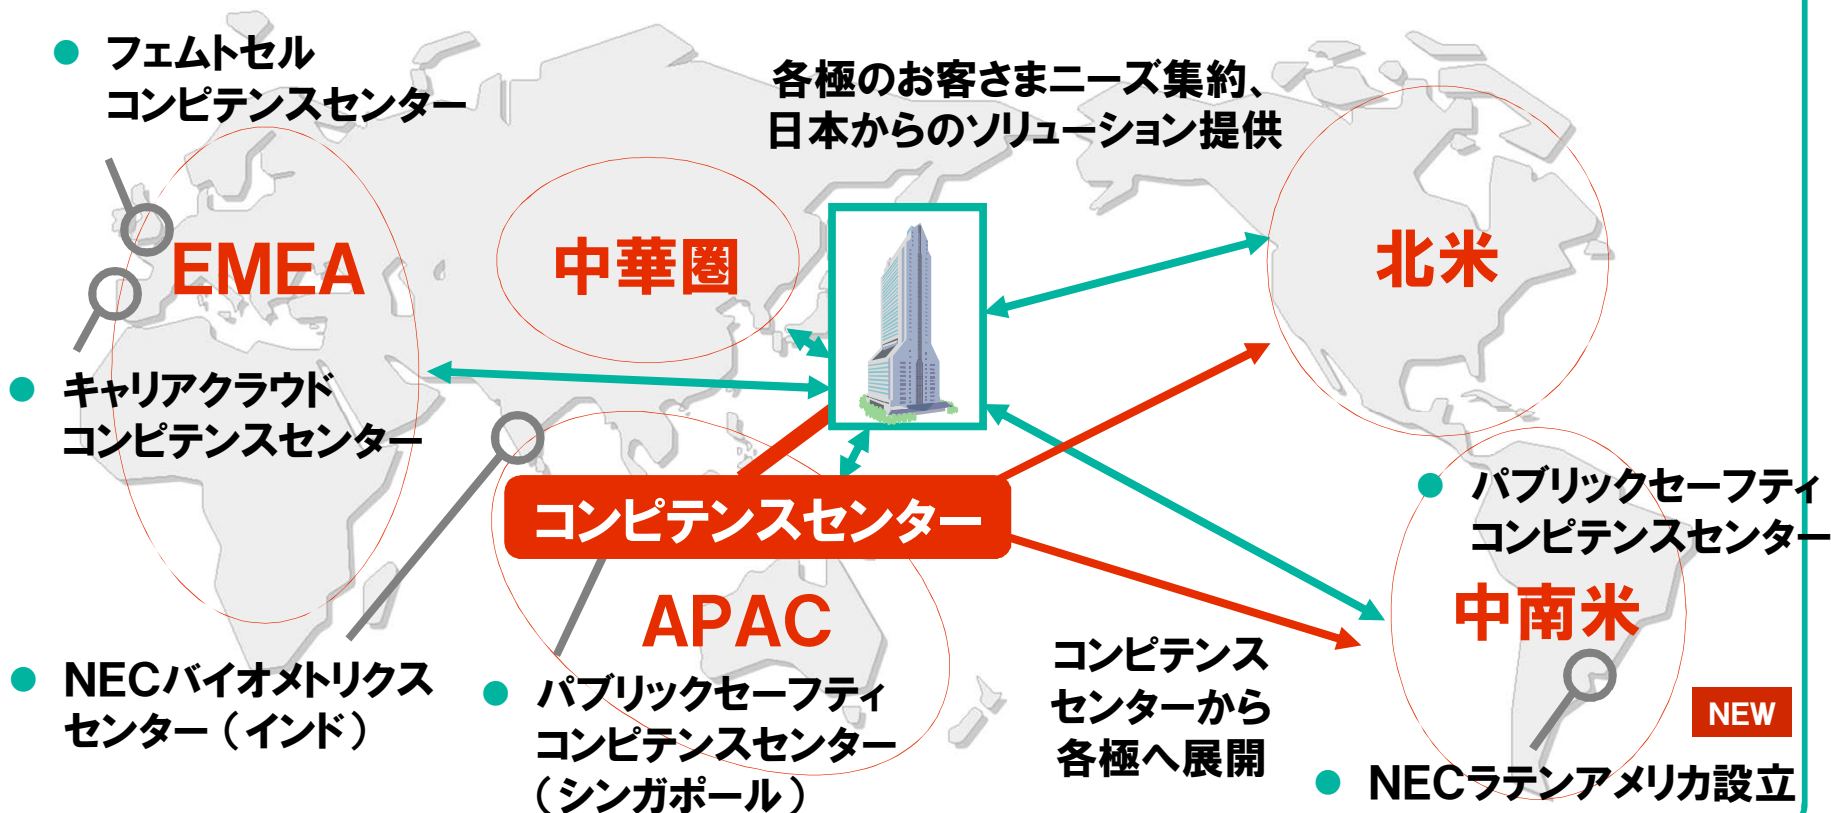 フェムトセル
コンピテンスセンター
各極のお客さまニーズ集約、
日本からのソリューション提供
EMEA
中華圏
北米
キャリアクラウド
コンピテンスセンター
コンピテンスセンター
パブリックセーフティ
コンピテンスセンター
APAC
中南米
NECバイオメトリクス
センター（インド）
パブリックセーフティ
コンピテンスセンター
（シンガポール）
コンピテンス
センターから
各極へ展開
NEW
NECラテンアメリカ設立